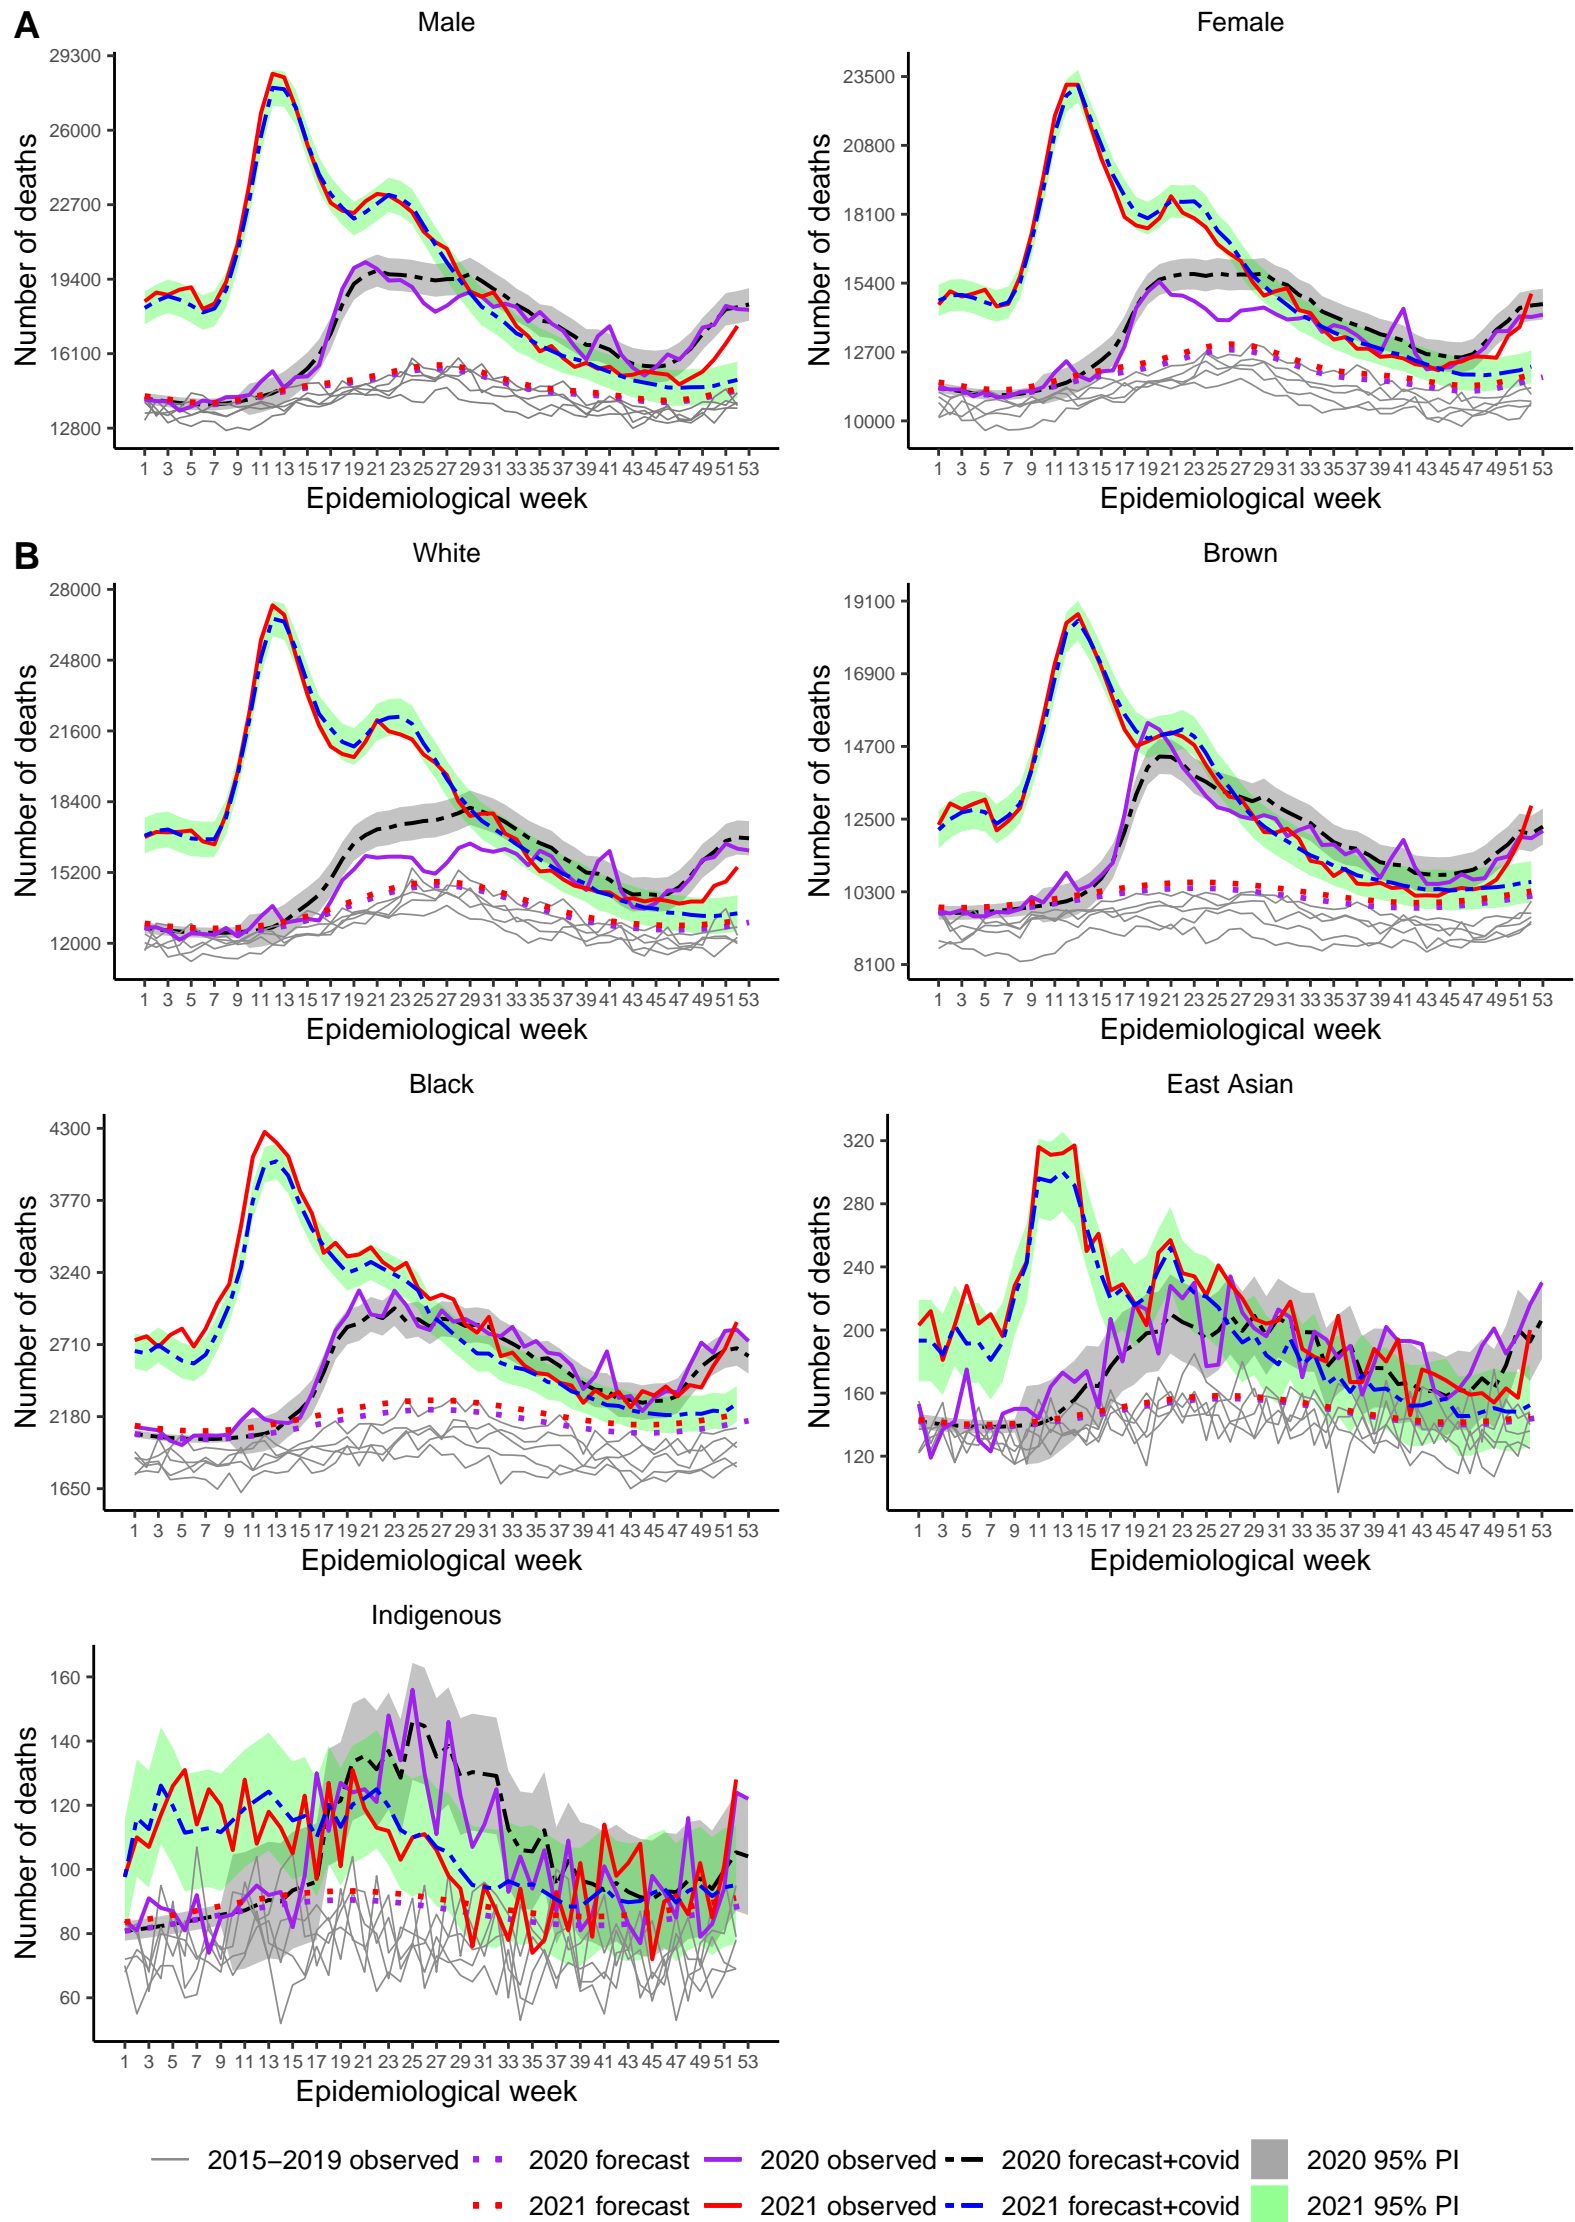 A
Male
Female
29300
26000
22700
19400
16100
12800
Number of deaths
1 3 5 7 9 11 13 15 17 19 21 23 25 27 29 31 33 35 37 39 41 43 45 47 49 51 53
Epidemiological week
23500
20800
18100
15400
12700
10000
Number of deaths
1 3 5 7 9 11 13 15 17 19 21 23 25 27 29 31 33 35 37 39 41 43 45 47 49 51 53
Epidemiological week
B
White
Brown
28000
24800
21600
18400
15200
12000
Number of deaths
1 3 5 7 9 11 13 15 17 19 21 23 25 27 29 31 33 35 37 39 41 43 45 47 49 51 53
Epidemiological week
19100
16900
14700
12500
10300
8100
Number of deaths
1 3 5 7 9 11 13 15 17 19 21 23 25 27 29 31 33 35 37 39 41 43 45 47 49 51 53
Epidemiological week
Black
East Asian
4300
3770
3240
2710
2180
1650
Number of deaths
1 3 5 7 9 11 13 15 17 19 21 23 25 27 29 31 33 35 37 39 41 43 45 47 49 51 53
Epidemiological week
320
280
240
200
160
120
Number of deaths
1 3 5 7 9 11 13 15 17 19 21 23 25 27 29 31 33 35 37 39 41 43 45 47 49 51 53
Epidemiological week
Indigenous
160
140
120
100
80
60
Number of deaths
1 3 5 7 9 11 13 15 17 19 21 23 25 27 29 31 33 35 37 39 41 43 45 47 49 51 53
Epidemiological week
2015−2019 observed 2020 forecast 2020 observed 2020 forecast+covid 2020 95% PI
2021 forecast 2021 observed 2021 forecast+covid 2021 95% PI